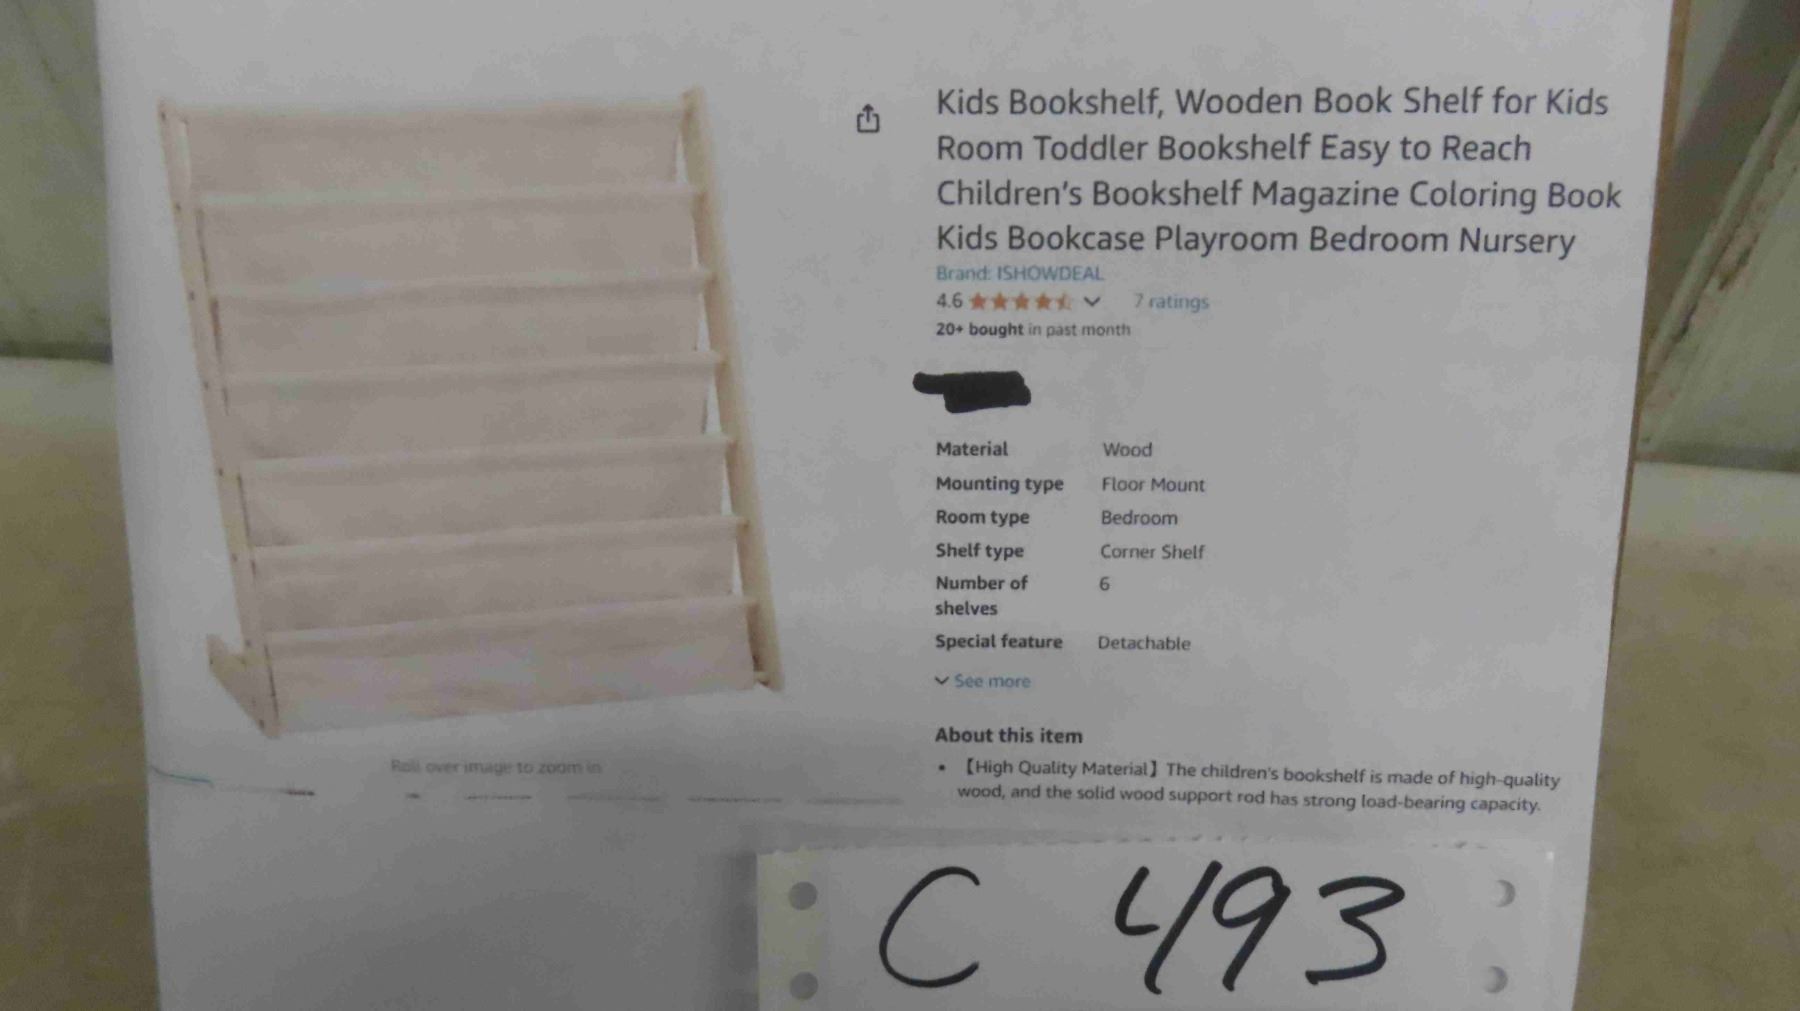 Kids Bookshelf, Wooden Book Shelf for Kids
Room Toddler Bookshelf Easy to Reach
Children's Bookshelf Magazine Coloring Book
Kids Bookcase Playroom Bedroom Nursery
Brand: ISHOWDEAL
4.6 7 ratings
20+ bought in past month
Material Wood
Mounting type Floor Mount
Room type Bedroom
Shelf type Corner Shelf
Number of shelves 6
Special feature Detachable
See more
About this item
• 【High Quality Material】The children's bookshelf is made of high-quality
wood, and the solid wood support rod has strong load-bearing capacity.
Roll over image to zoom in
C 493